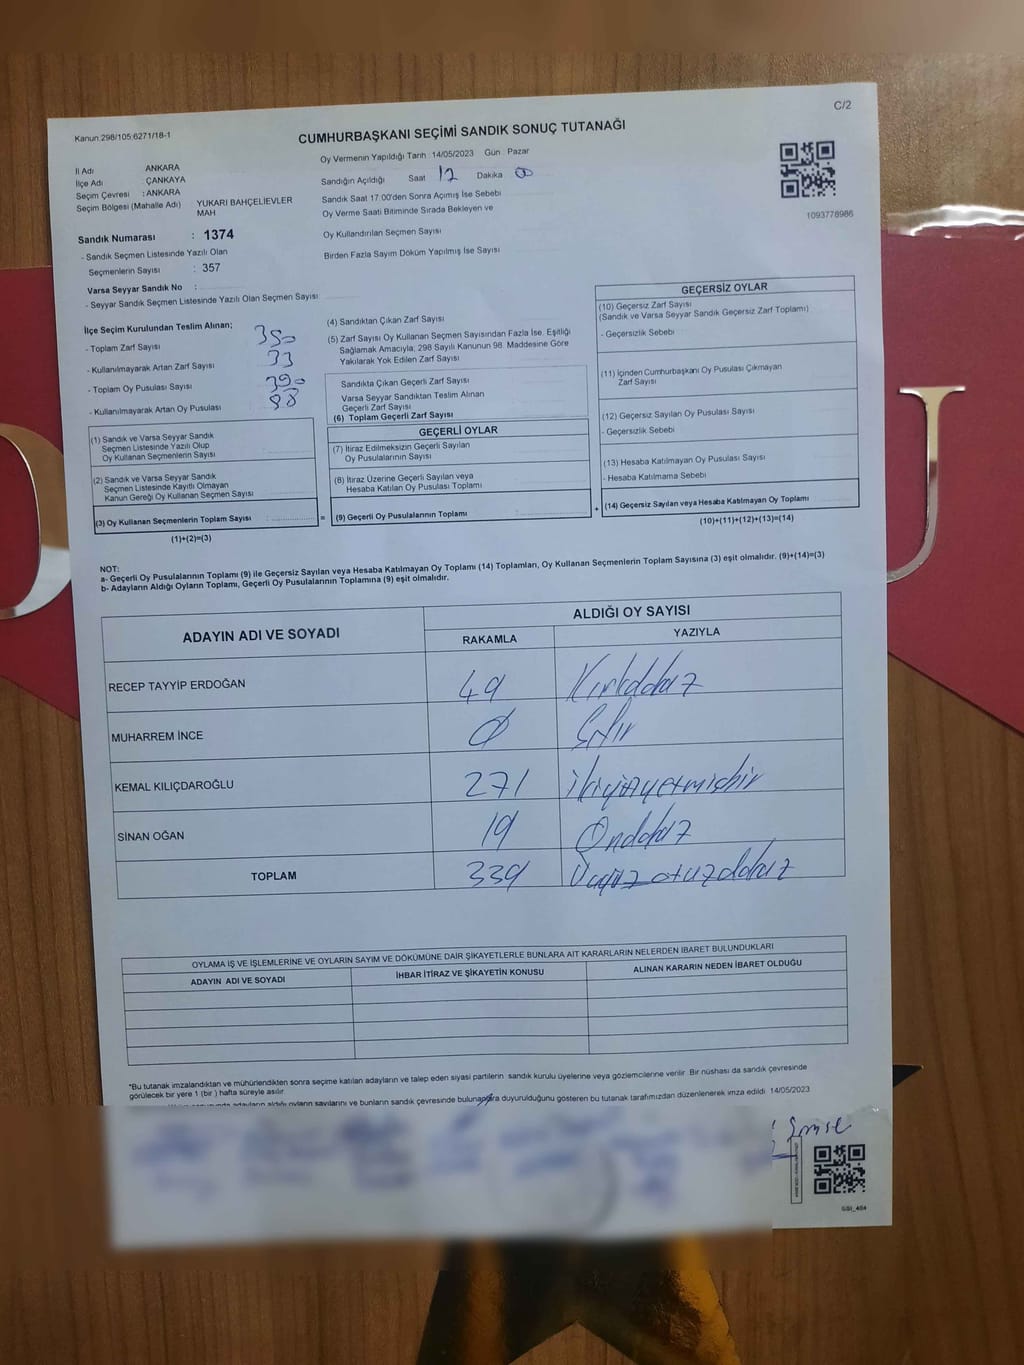 C/2
Kanun 298/105 6271/18-1
CUMHURBAŞKANI SEÇİMİ SANDIK SONUÇ TUTANAĞI
İl Adı ANKARA
İlçe Adı ÇANKAYA
Seçim Çevresi : ANKARA
Seçim Bölgesi (Mahalle Adı) YUKARI BAHÇELİEVLER MAH
Oy Vermenin Yapıldığı Tarih :14/05/2023 Gün Pazar
Sandığın Açıldığı Saat 17 Dakika 00
Sandık Saat 17.00'den Sonra Açımış İse Sebebi
Oy Verme Saati Bitiminde Sırada Bekleyen ve
Oy Kullandırılan Seçmen Sayısı
Birden Fazla Sayım Döküm Yapılmış İse Sayısı
1093778986
Sandık Numarası : 1374
- Sandık Seçmen Listesinde Yazılı Olan
Seçmenlerin Sayısı : 357
Varsa Seyyar Sandık No :
- Seyyar Sandık Seçmen Listesinde Yazılı Olan Seçmen Sayısı
İlçe Seçim Kurulundan Teslim Alınan;
- Toplam Zarf Sayısı 350
- Kullanılmayarak Artan Zarf Sayısı 33
- Toplam Oy Pusulası Sayısı 390
- Kullanılmayarak Artan Oy Pusulası 88
(1) Sandık ve Varsa Seyyar Sandık
Seçmen Listesinde Yazılı Olup
Oy Kullanan Seçmenlerin Sayısı
(2) Sandık ve Varsa Seyyar Sandık
Seçmen Listesinde Kayıtlı Olmayan
Kanun Gereği Oy Kullanan Seçmen Sayısı
(3) Oy Kullanan Seçmenlerin Toplam Sayısı =
(1)+(2)=(3)
(4) Sandıktan Çıkan Zarf Sayısı
(5) Zarf Sayısı Oy Kullanan Seçmen Sayısından Fazla İse, Eşitliği
Sağlamak Amacıyla; 298 Sayılı Kanunun 98. Maddesine Göre
Yakılarak Yok Edilen Zarf Sayısı
Sandıkta Çıkan Geçerli Zarf Sayısı
Varsa Seyyar Sandıktan Teslim Alınan
Geçerli Zarf Sayısı
(6) Toplam Geçerli Zarf Sayısı
GEÇERLİ OYLAR
(7) İtiraz Edilmeksizin Geçerli Sayılan
Oy Pusulalarının Sayısı
(8) İtiraz Üzerine Geçerli Sayılan veya
Hesaba Katılan Oy Pusulası Toplamı
(9) Geçerli Oy Pusulalarının Toplamı +
GEÇERSİZ OYLAR
(10) Geçersiz Zarf Sayısı
(Sandık ve Varsa Seyyar Sandık Geçersiz Zarf Toplamı)
- Geçersizlik Sebebi
(11) İçinden Cumhurbaşkanı Oy Pusulası Çıkmayan
Zarf Sayısı
(12) Geçersiz Sayılan Oy Pusulası Sayısı
- Geçersizlik Sebebi
(13) Hesaba Katılmayan Oy Pusulası Sayısı
- Hesaba Katılmama Sebebi
(14) Geçersiz Sayılan veya Hesaba Katılmayan Oy Toplamı
(10)+(11)+(12)+(13)=(14)
NOT:
a- Geçerli Oy Pusulalarının Toplamı (9) ile Geçersiz Sayılan veya Hesaba Katılmayan Oy Toplamı (14) Toplamları, Oy Kullanan Seçmenlerin Toplam Sayısına (3) eşit olmalıdır. (9)+(14)=(3)
b- Adayların Aldığı Oyların Toplamı, Geçerli Oy Pusulalarının Toplamına (9) eşit olmalıdır.
ADAYIN ADI VE SOYADI ALDIĞI OY SAYISI
RAKAMLA YAZIYLA
RECEP TAYYİP ERDOĞAN 49 Kırkdokuz
MUHARREM İNCE 0 Sıfır
KEMAL KILIÇDAROĞLU 271 ikiyüzyetmişbir
SİNAN OĞAN 19 Ondokuz
TOPLAM 339 Üçyüzotuzdokuz
OYLAMA İŞ VE İŞLEMLERİNE VE OYLARIN SAYIM VE DÖKÜMÜNE DAİR ŞİKAYETLERLE BUNLARA AİT KARARLARIN NELERDEN İBARET BULUNDUKLARI
ADAYIN ADI VE SOYADI İHBAR İTİRAZ VE ŞİKAYETİN KONUSU ALINAN KARARIN NEDEN İBARET OLDUĞU
*Bu tutanak imzalandıktan ve mühürlendikten sonra seçime katılan adayların ve talep eden siyasi partilerin sandık kurulu üyelerine veya gözlemcilerine verilir. Bir nüshası da sandık çevresinde
görülecek bir yere 1 (bir ) hafta süreyle asılır.
adayların aldığı oyların sayılarını ve bunların sandık çevresinde bulunanlara duyurulduğunu gösteren bu tutanak tarafımızdan düzenlenerek imza edildi. 14/05/2023
GSI_484